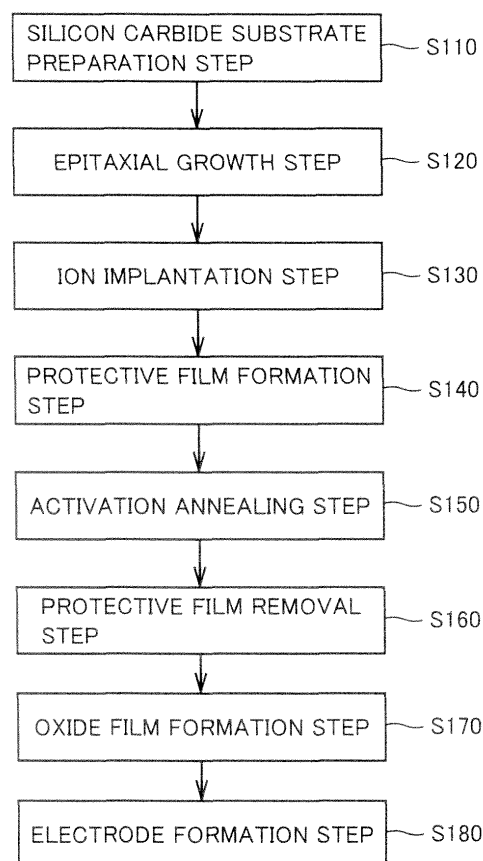 SILICON CARBIDE SUBSTRATE
PREPARATION STEP
S110
EPITAXIAL GROWTH STEP
S120
ION IMPLANTATION STEP
S130
PROTECTIVE FILM FORMATION
STEP
S140
ACTIVATION ANNEALING STEP
S150
PROTECTIVE FILM REMOVAL
STEP
S160
OXIDE FILM FORMATION STEP
S170
ELECTRODE FORMATION STEP
S180